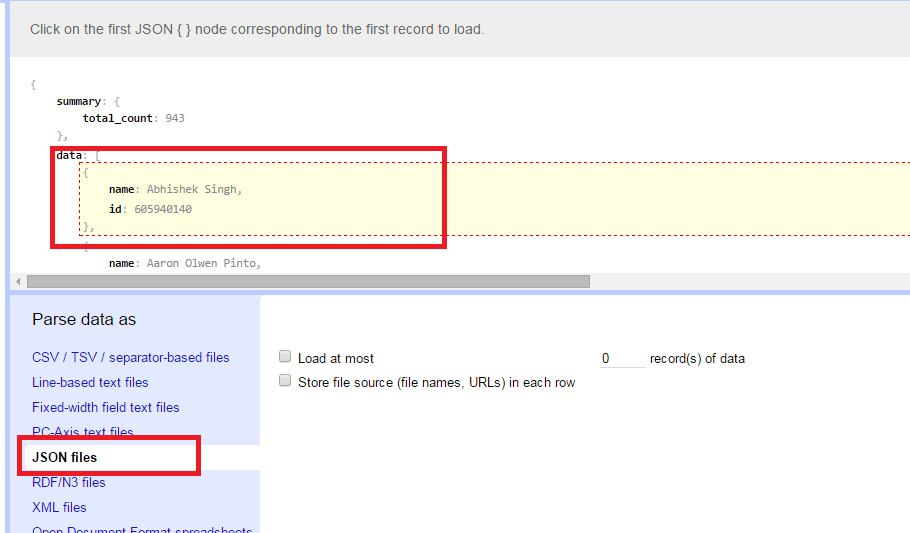 Click on the first JSON { } node corresponding to the first record to load.
{
summary: {
total_count: 943
},
data: [
{
name: Abhishek Singh,
id: 605940140
},
{
name: Aaron Olwen Pinto,
Parse data as
CSV / TSV / separator-based files
Load at most 0 record(s) of data
Line-based text files
Store file source (file names, URLs) in each row
Fixed-width field text files
PC-Axis text files
JSON files
RDF/N3 files
XML files
Open Document Format spreadsheets